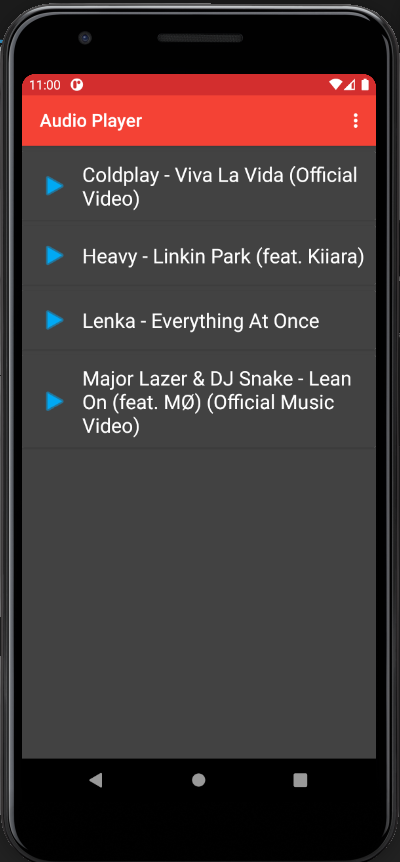 11:00
Audio Player
Coldplay - Viva La Vida (Official
Video)
Heavy - Linkin Park (feat. Kiiara)
Lenka - Everything At Once
Major Lazer & DJ Snake - Lean
On (feat. MØ) (Official Music
Video)